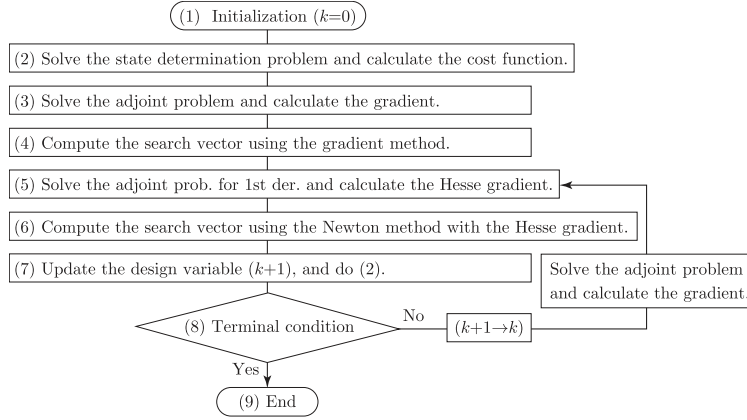 (1) Initialization (k=0)
(2) Solve the state determination problem and calculate the cost function.
(3) Solve the adjoint problem and calculate the gradient.
(4) Compute the search vector using the gradient method.
(5) Solve the adjoint prob. for 1st der. and calculate the Hesse gradient.
(6) Compute the search vector using the Newton method with the Hesse gradient.
(7) Update the design variable (k+1), and do (2).
Solve the adjoint problem
and calculate the gradient.
(8) Terminal condition
No
(k+1→k)
Yes
(9) End